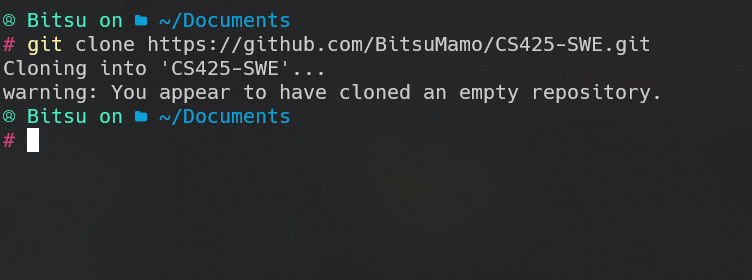 Bitsu on ~/Documents
# git clone https://github.com/BitsuMamo/CS425-SWE.git
Cloning into 'CS425-SWE'...
warning: You appear to have cloned an empty repository.
Bitsu on ~/Documents
#